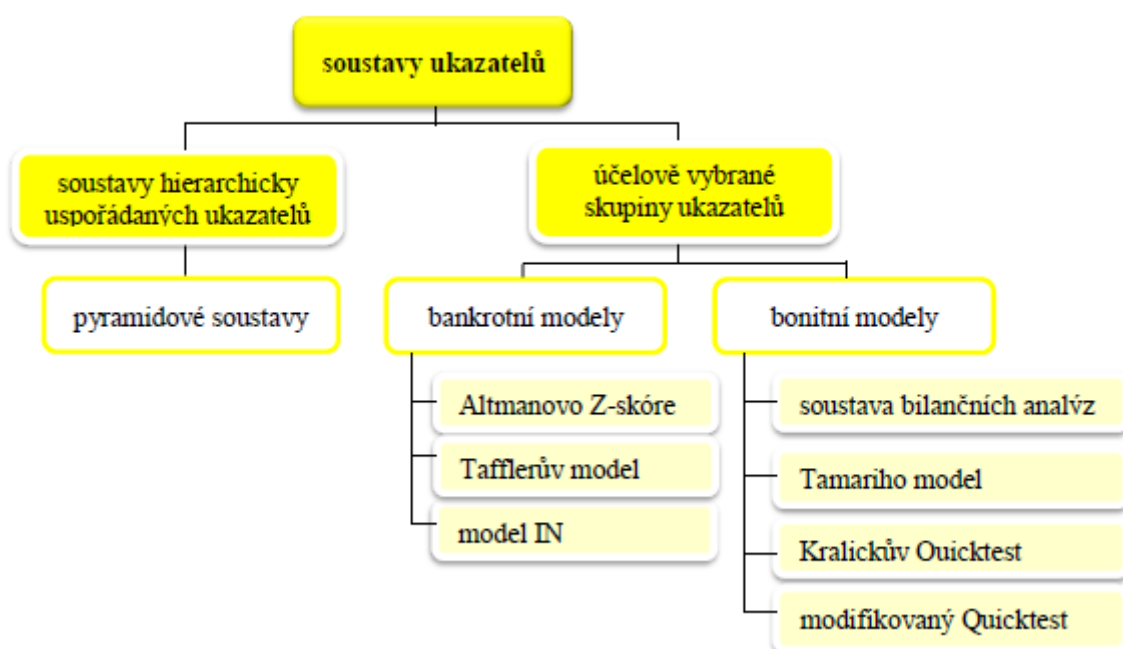 soustavy ukazatelů
soustavy hierarchicky
uspořádaných ukazatelů
účelově vybrané
skupiny ukazatelů
pyramidové soustavy
bankrotní modely
bonitní modely
Altmanovo Z-skóre
Tafflerův model
model IN
soustava bilančních analýz
Tamariho model
Kralickův Quicktest
modifikovaný Quicktest